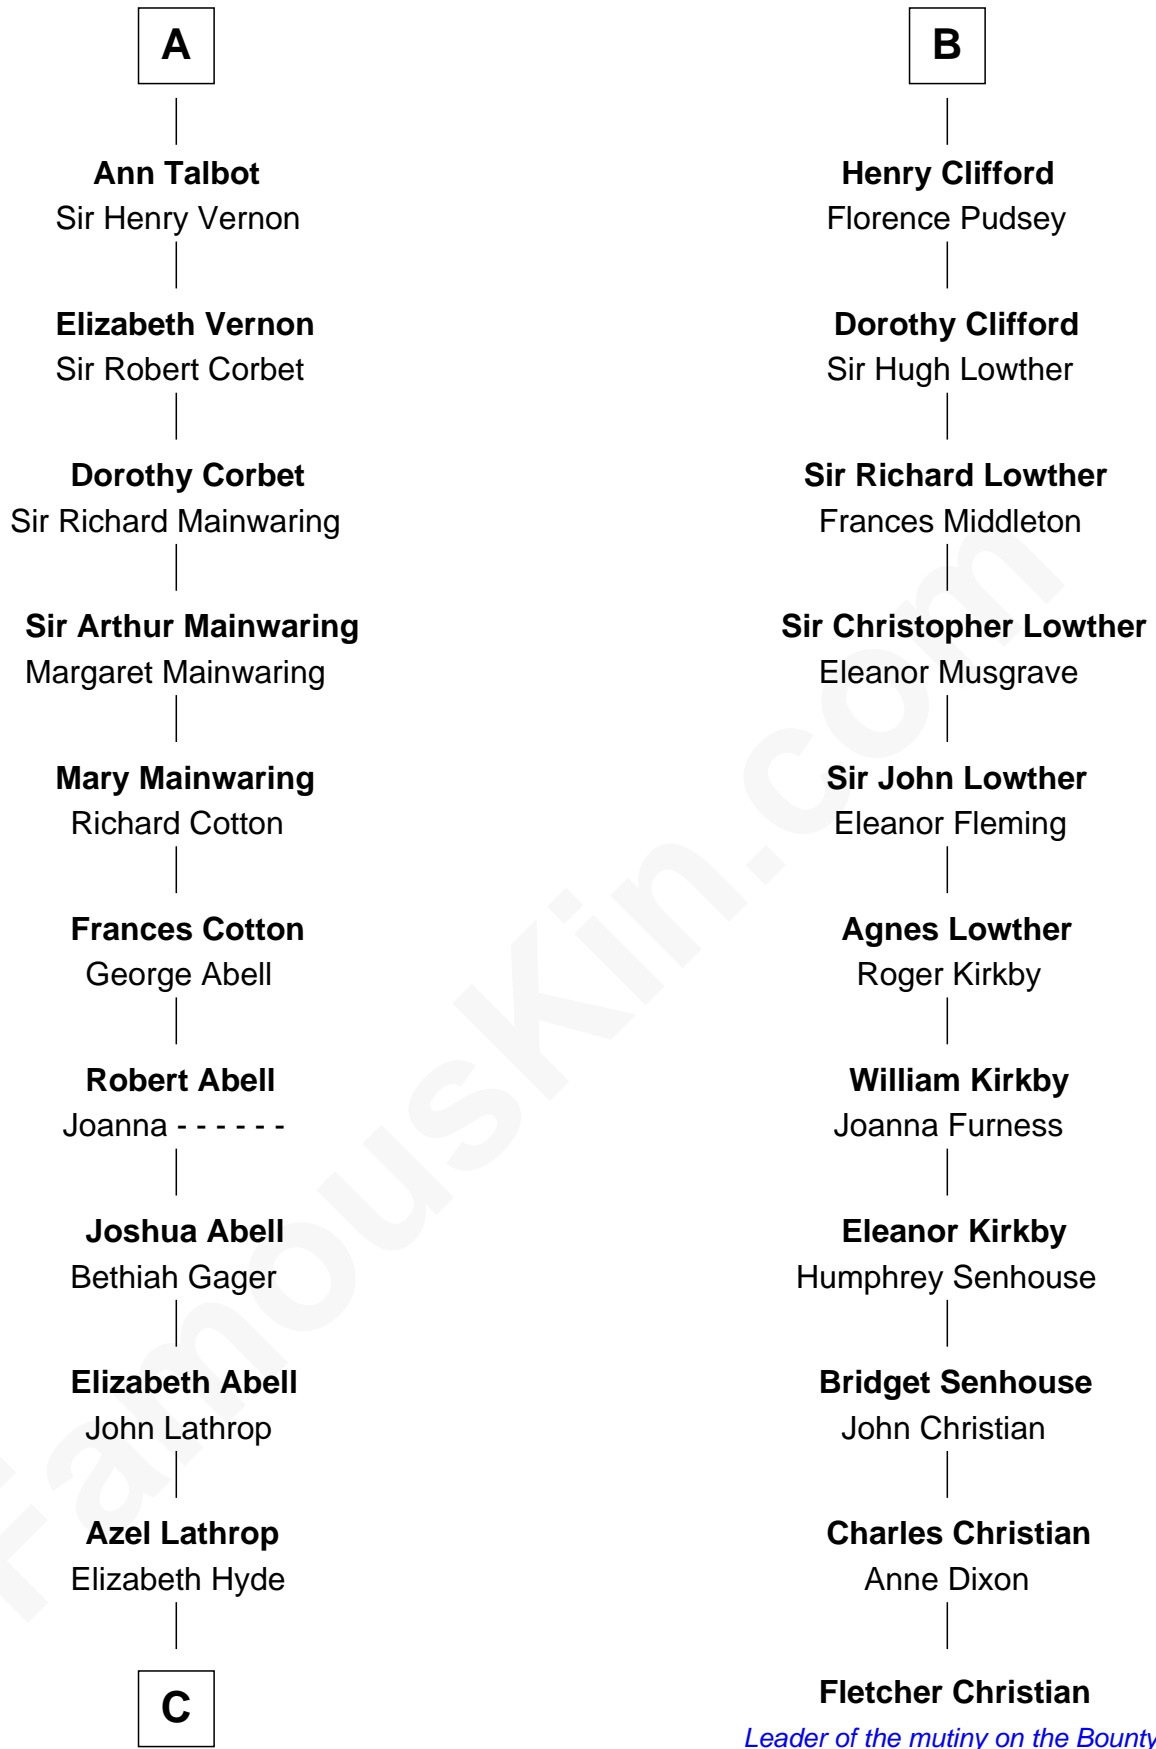 A
Ann Talbot
Sir Henry Vernon
Elizabeth Vernon
Sir Robert Corbet
Dorothy Corbet
Sir Richard Mainwaring
Sir Arthur Mainwaring
Margaret Mainwaring
Mary Mainwaring
Richard Cotton
Frances Cotton
George Abell
Robert Abell
Joanna - - - - - -
Joshua Abell
Bethiah Gager
Elizabeth Abell
John Lathrop
Azel Lathrop
Elizabeth Hyde
C
B
Henry Clifford
Florence Pudsey
Dorothy Clifford
Sir Hugh Lowther
Sir Richard Lowther
Frances Middleton
Sir Christopher Lowther
Eleanor Musgrave
Sir John Lowther
Eleanor Fleming
Agnes Lowther
Roger Kirkby
William Kirkby
Joanna Furness
Eleanor Kirkby
Humphrey Senhouse
Bridget Senhouse
John Christian
Charles Christian
Anne Dixon
Fletcher Christian
Leader of the mutiny on the Bounty
FamousKin.com